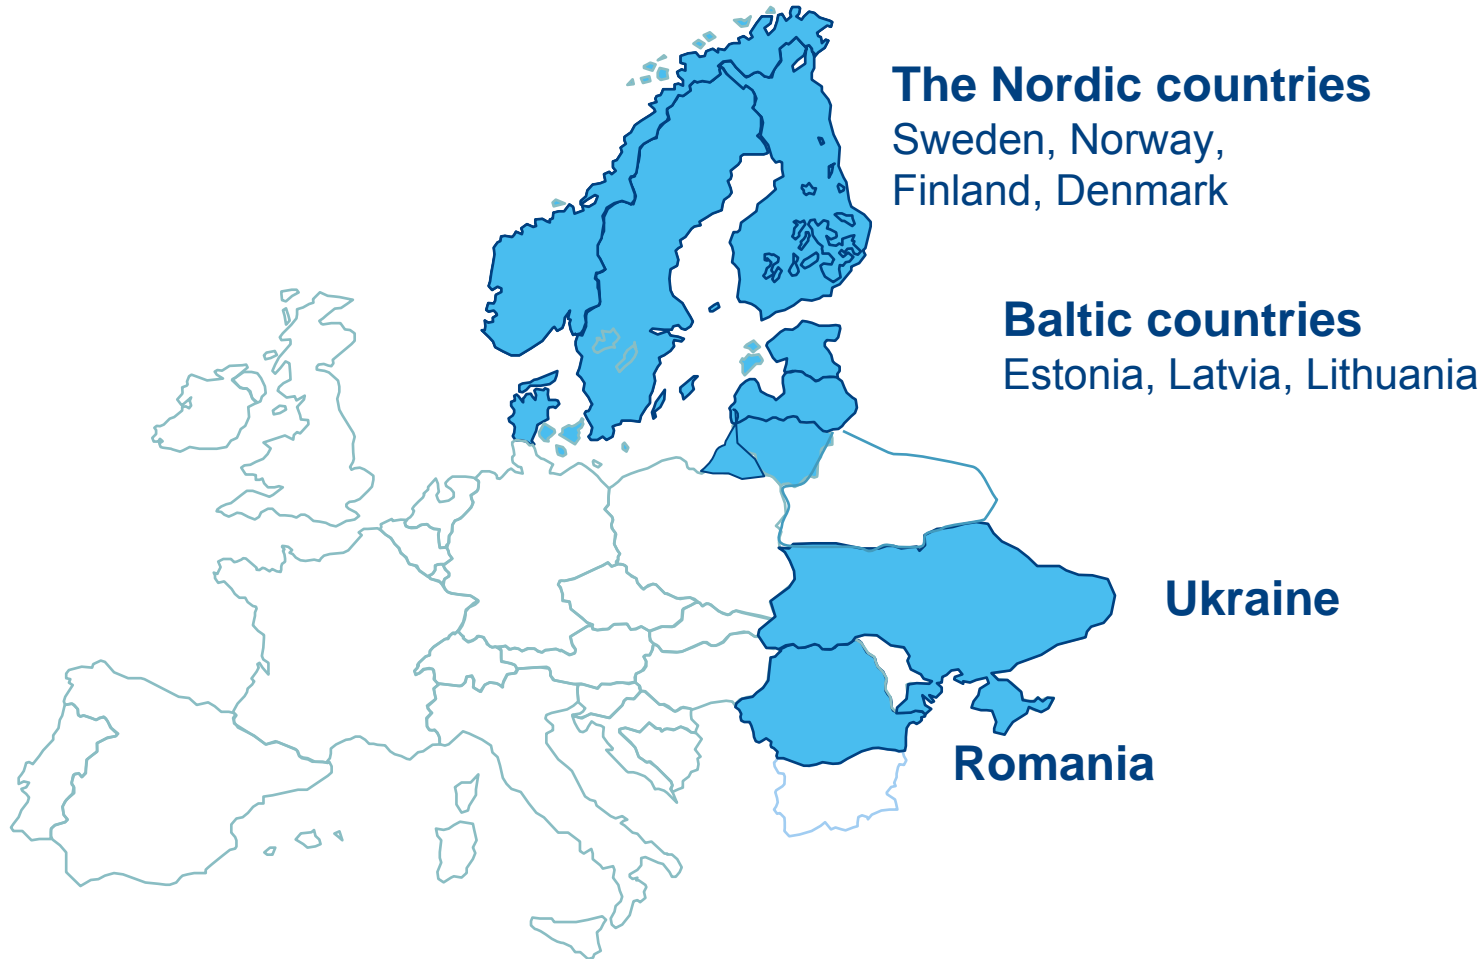 The Nordic countries
Sweden, Norway,
Finland, Denmark
Baltic countries
Estonia, Latvia, Lithuania
Ukraine
Romania